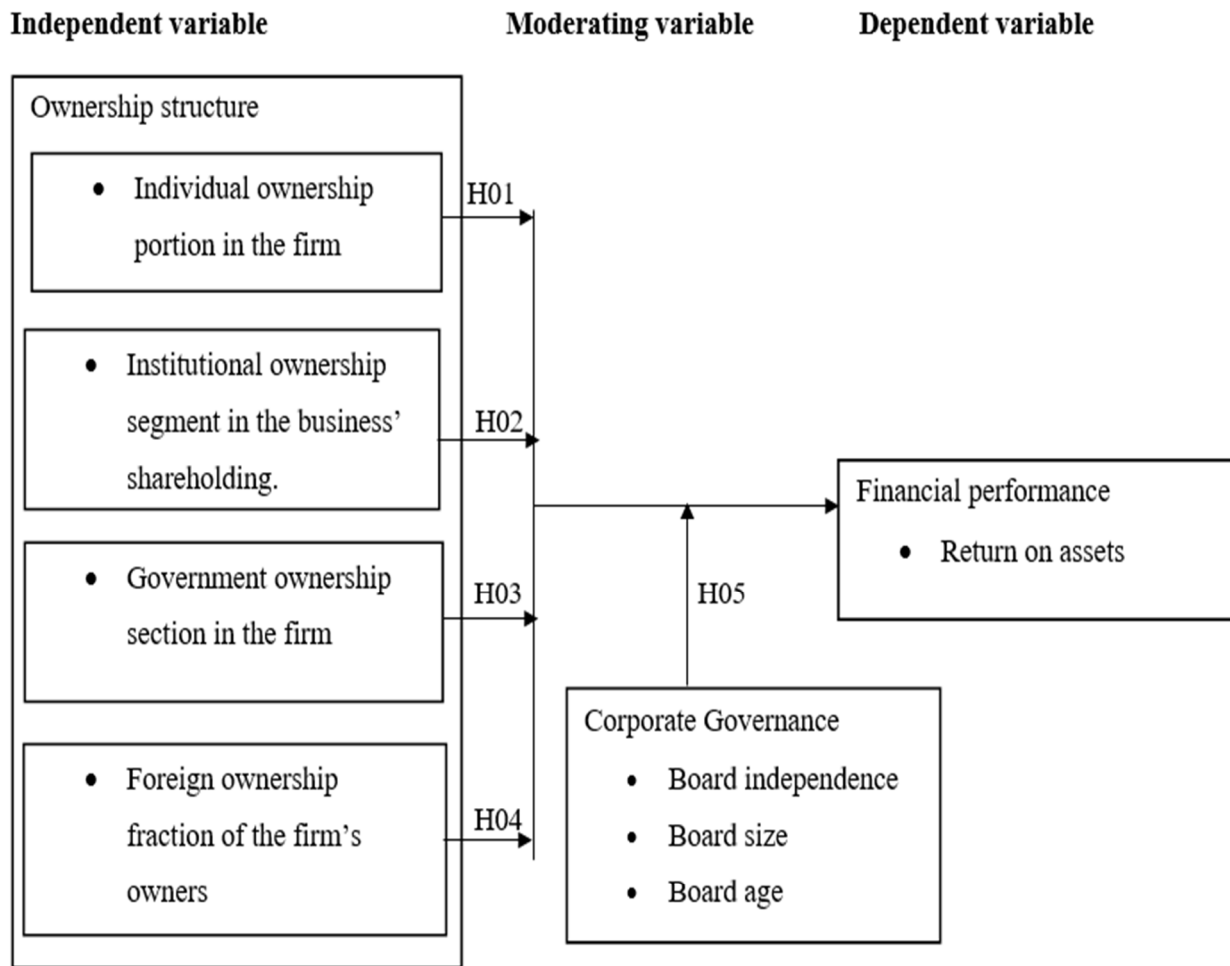 Independent variable
Moderating variable
Dependent variable
Ownership structure
• Individual ownership
portion in the firm
H01
• Institutional ownership
segment in the business’
shareholding.
H02
• Government ownership
section in the firm
H03
• Foreign ownership
fraction of the firm’s
owners
H04
Corporate Governance
• Board independence
• Board size
• Board age
H05
Financial performance
• Return on assets